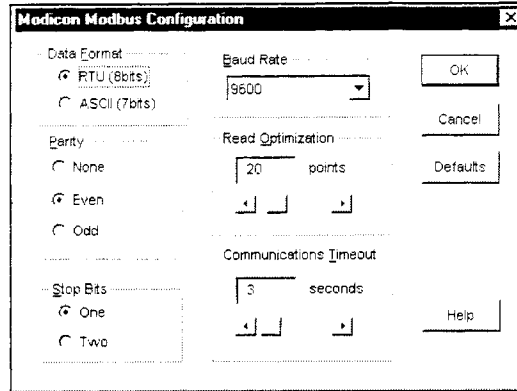 Modicon Modbus Configuration
Data Format
RTU (8bits)
ASCII (7bits)
Parity
None
Even
Odd
Stop Bits
One
Two
Baud Rate
9600
Read Optimization
20 points
Communications Timeout
3 seconds
OK
Cancel
Defaults
Help